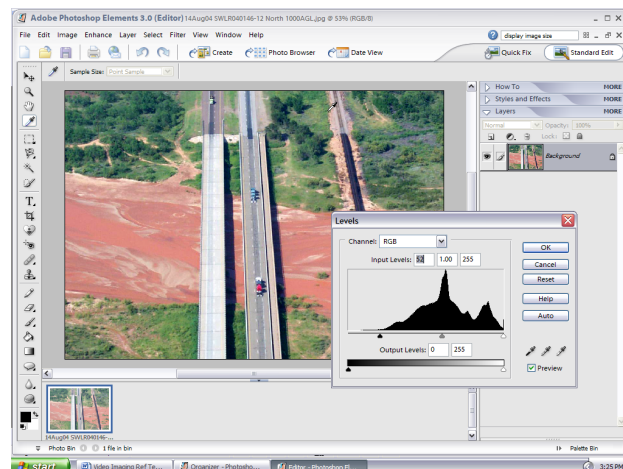 Adobe Photoshop Elements 3.0 (Editor) 14Aug04 SWLR040146-12 North 1000AGL.jpg @ 53% (RGB/8)
File Edit Image Enhance Layer Select Filter View Window Help
display image size
Create Photo Browser Date View
Quick Fix Standard Edit
Sample Size: Point Sample
How To MORE
Styles and Effects MORE
Layers MORE
Normal Opacity: 100%
Lock:
Background
Levels
Channel: RGB
OK
Input Levels: 52 1.00 255
Cancel
Reset
Help
Auto
Output Levels: 0 255
Preview
14Aug04 SWLR040146-...
Photo Bin 1 file in bin
Palette Bin
start Video Imaging Ref Te... Organizer - Photosho... Editor - Photoshop El... 3:25 PM